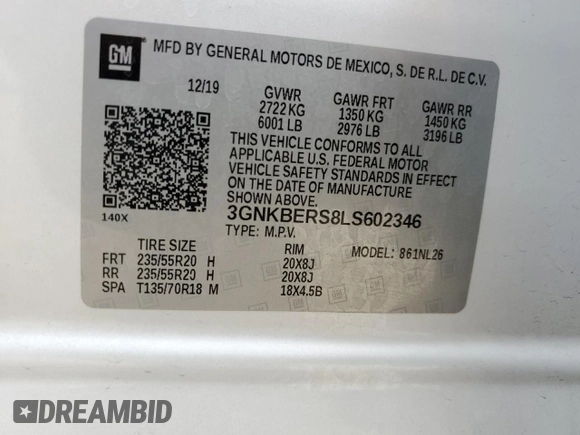 GM
MFD BY GENERAL MOTORS DE MEXICO, S. DE R.L. DE C.V.
12/19 GVWR GAWR FRT GAWR RR
2722 KG 1350 KG 1450 KG
6001 LB 2976 LB 3196 LB
THIS VEHICLE CONFORMS TO ALL
APPLICABLE U.S. FEDERAL MOTOR
VEHICLE SAFETY STANDARDS IN EFFECT
ON THE DATE OF MANUFACTURE
SHOWN ABOVE.
3GNKBERS8LS602346
140X
TYPE: M.P.V.
TIRE SIZE RIM MODEL: 861NL26
FRT 235/55R20 H 20X8J
RR 235/55R20 H 20X8J
SPA T135/70R18 M 18X4.5B
DREAMBID